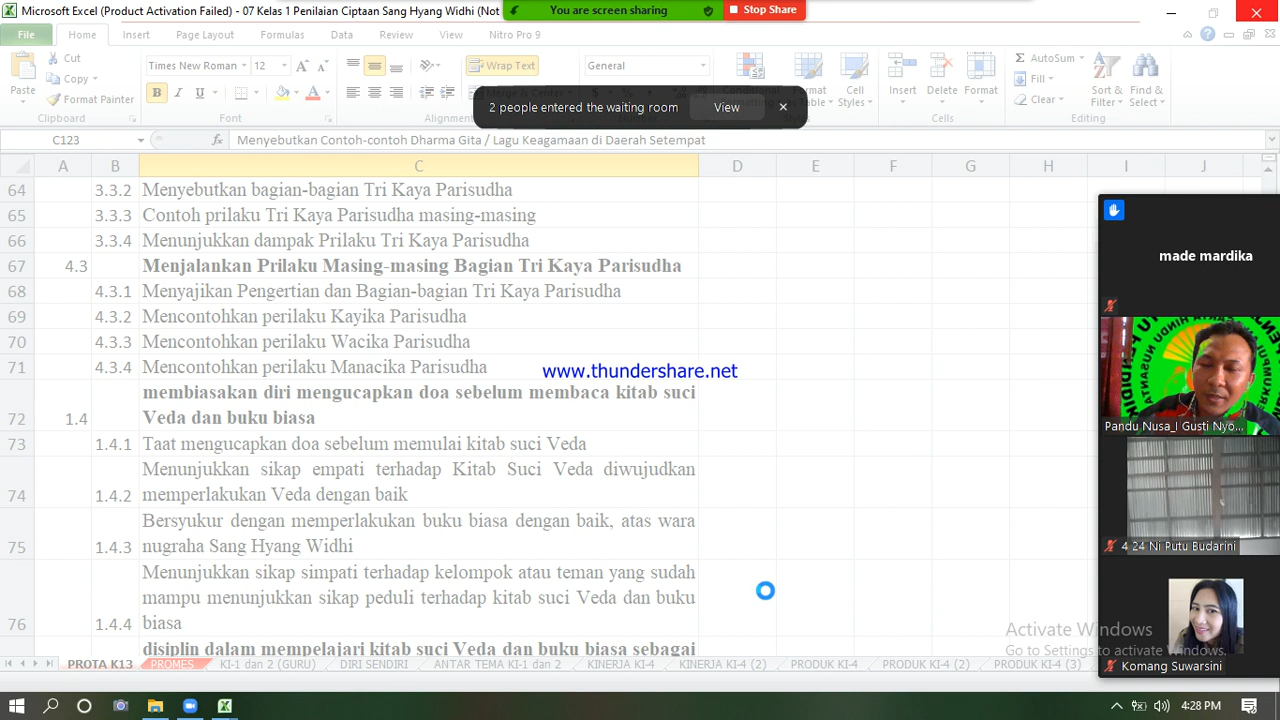 Microsoft Excel (Product Activation Failed) - 07 Kelas 1 Penilaian Ciptaan Sang Hyang Widhi (Not
You are screen sharing
Stop Share
File Home Insert Page Layout Formulas Data Review View Nitro Pro 9
Paste
Cut
Copy
Format Painter
Clipboard
Times New Roman 12
B I U
Font
Wrap Text
Alignment
General
Format
Cell Styles
Insert Delete Format
Cells
AutoSum
Fill
Clear
Sort & Filter
Find & Select
Editing
2 people entered the waiting room
View
C123
fx
Menyebutkan Contoh-contoh Dharma Gita / Lagu Keagamaan di Daerah Setempat
A B C D E F G H I J
64 3.3.2 Menyebutkan bagian-bagian Tri Kaya Parisudha
65 3.3.3 Contoh prilaku Tri Kaya Parisudha masing-masing
66 3.3.4 Menunjukkan dampak Prilaku Tri Kaya Parisudha
67 4.3 Menjalankan Prilaku Masing-masing Bagian Tri Kaya Parisudha
68 4.3.1 Menyajikan Pengertian dan Bagian-bagian Tri Kaya Parisudha
69 4.3.2 Mencontohkan perilaku Kayika Parisudha
70 4.3.3 Mencontohkan perilaku Wacika Parisudha
71 4.3.4 Mencontohkan perilaku Manacika Parisudha
www.thundershare.net
membiasakan diri mengucapkan doa sebelum membaca kitab suci
72 1.4 Veda dan buku biasa
73 1.4.1 Taat mengucapkan doa sebelum memulai kitab suci Veda
Menunjukkan sikap empati terhadap Kitab Suci Veda diwujudkan
74 1.4.2 memperlakukan Veda dengan baik
Bersyukur dengan memperlakukan buku biasa dengan baik, atas wara
75 1.4.3 nugraha Sang Hyang Widhi
Menunjukkan sikap simpati terhadap kelompok atau teman yang sudah
mampu menunjukkan sikap peduli terhadap kitab suci Veda dan buku
76 1.4.4 biasa
disiplin dalam mempelajari kitab suci Veda dan buku biasa sebagai
PROTA K13 PROMES KI-1 dan 2 (GURU) DIRI SENDIRI ANTAR TEMA KI-1 dan 2 KINERJA KI-4 KINERJA KI-4 (2) PRODUK KI-4 PRODUK KI-4 (2) PRODUK KI-4 (3)
made mardika
Pandu Nusa_I Gusti Nyo...
4 24 Ni Putu Budarini
Komang Suwarsini
Activate Windows
Go to Settings to activate Windows.
4:28 PM